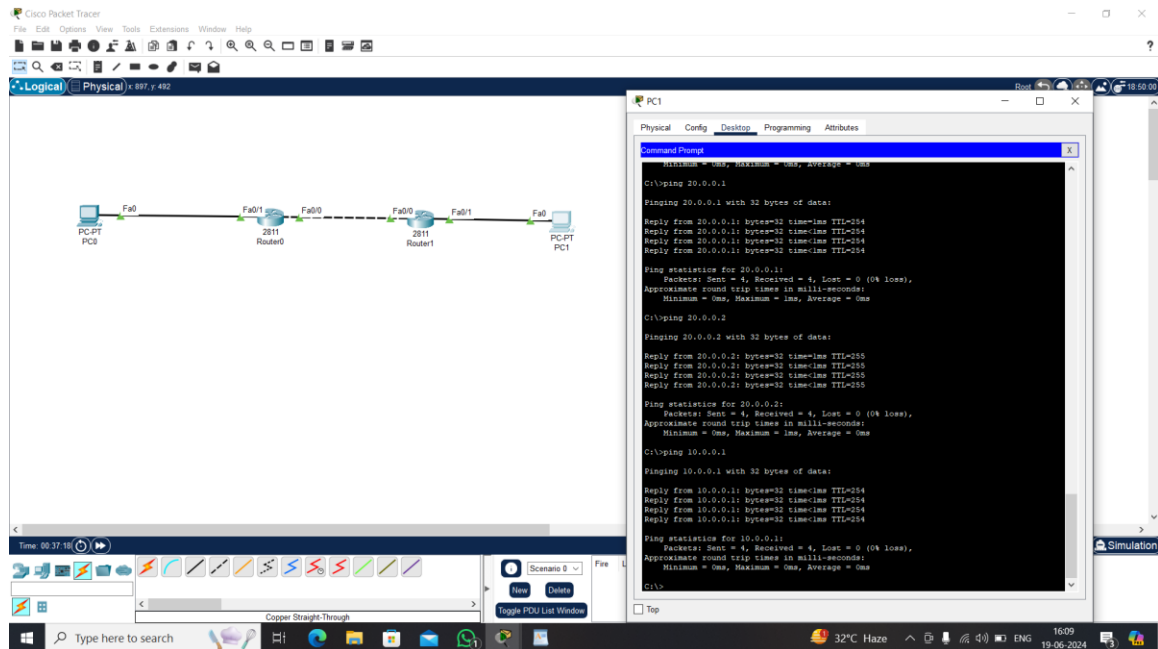 Cisco Packet Tracer
File Edit Options View Tools Extensions Window Help
?
Logical Physical x: 897, y: 492
Root 18:50:00
PC1
Physical Config Desktop Programming Attributes
Command Prompt X
Minimum = 0ms, Maximum = 0ms, Average = 0ms
C:\>ping 20.0.0.1
Pinging 20.0.0.1 with 32 bytes of data:
Reply from 20.0.0.1: bytes=32 time=1ms TTL=254
Reply from 20.0.0.1: bytes=32 time<1ms TTL=254
Reply from 20.0.0.1: bytes=32 time<1ms TTL=254
Reply from 20.0.0.1: bytes=32 time<1ms TTL=254
Ping statistics for 20.0.0.1:
Packets: Sent = 4, Received = 4, Lost = 0 (0% loss),
Approximate round trip times in milli-seconds:
Minimum = 0ms, Maximum = 1ms, Average = 0ms
C:\>ping 20.0.0.2
Pinging 20.0.0.2 with 32 bytes of data:
Reply from 20.0.0.2: bytes=32 time=1ms TTL=255
Reply from 20.0.0.2: bytes=32 time<1ms TTL=255
Reply from 20.0.0.2: bytes=32 time<1ms TTL=255
Reply from 20.0.0.2: bytes=32 time<1ms TTL=255
Ping statistics for 20.0.0.2:
Packets: Sent = 4, Received = 4, Lost = 0 (0% loss),
Approximate round trip times in milli-seconds:
Minimum = 0ms, Maximum = 1ms, Average = 0ms
C:\>ping 10.0.0.1
Pinging 10.0.0.1 with 32 bytes of data:
Reply from 10.0.0.1: bytes=32 time<1ms TTL=254
Reply from 10.0.0.1: bytes=32 time<1ms TTL=254
Reply from 10.0.0.1: bytes=32 time<1ms TTL=254
Reply from 10.0.0.1: bytes=32 time<1ms TTL=254
Ping statistics for 10.0.0.1:
Packets: Sent = 4, Received = 4, Lost = 0 (0% loss),
Approximate round trip times in milli-seconds:
Minimum = 0ms, Maximum = 0ms, Average = 0ms
C:\>
Top
Fa0 Fa0/1 Fa0/0 Fa0/0 Fa0/1 Fa0
PC-PT 2811 2811 PC-PT
PC0 Router0 Router1 PC1
Time: 00:37:18
Simulation
Scenario 0
Fire L
New Delete
Toggle PDU List Window
Copper Straight-Through
Type here to search
32°C Haze ENG
16:09
19-06-2024